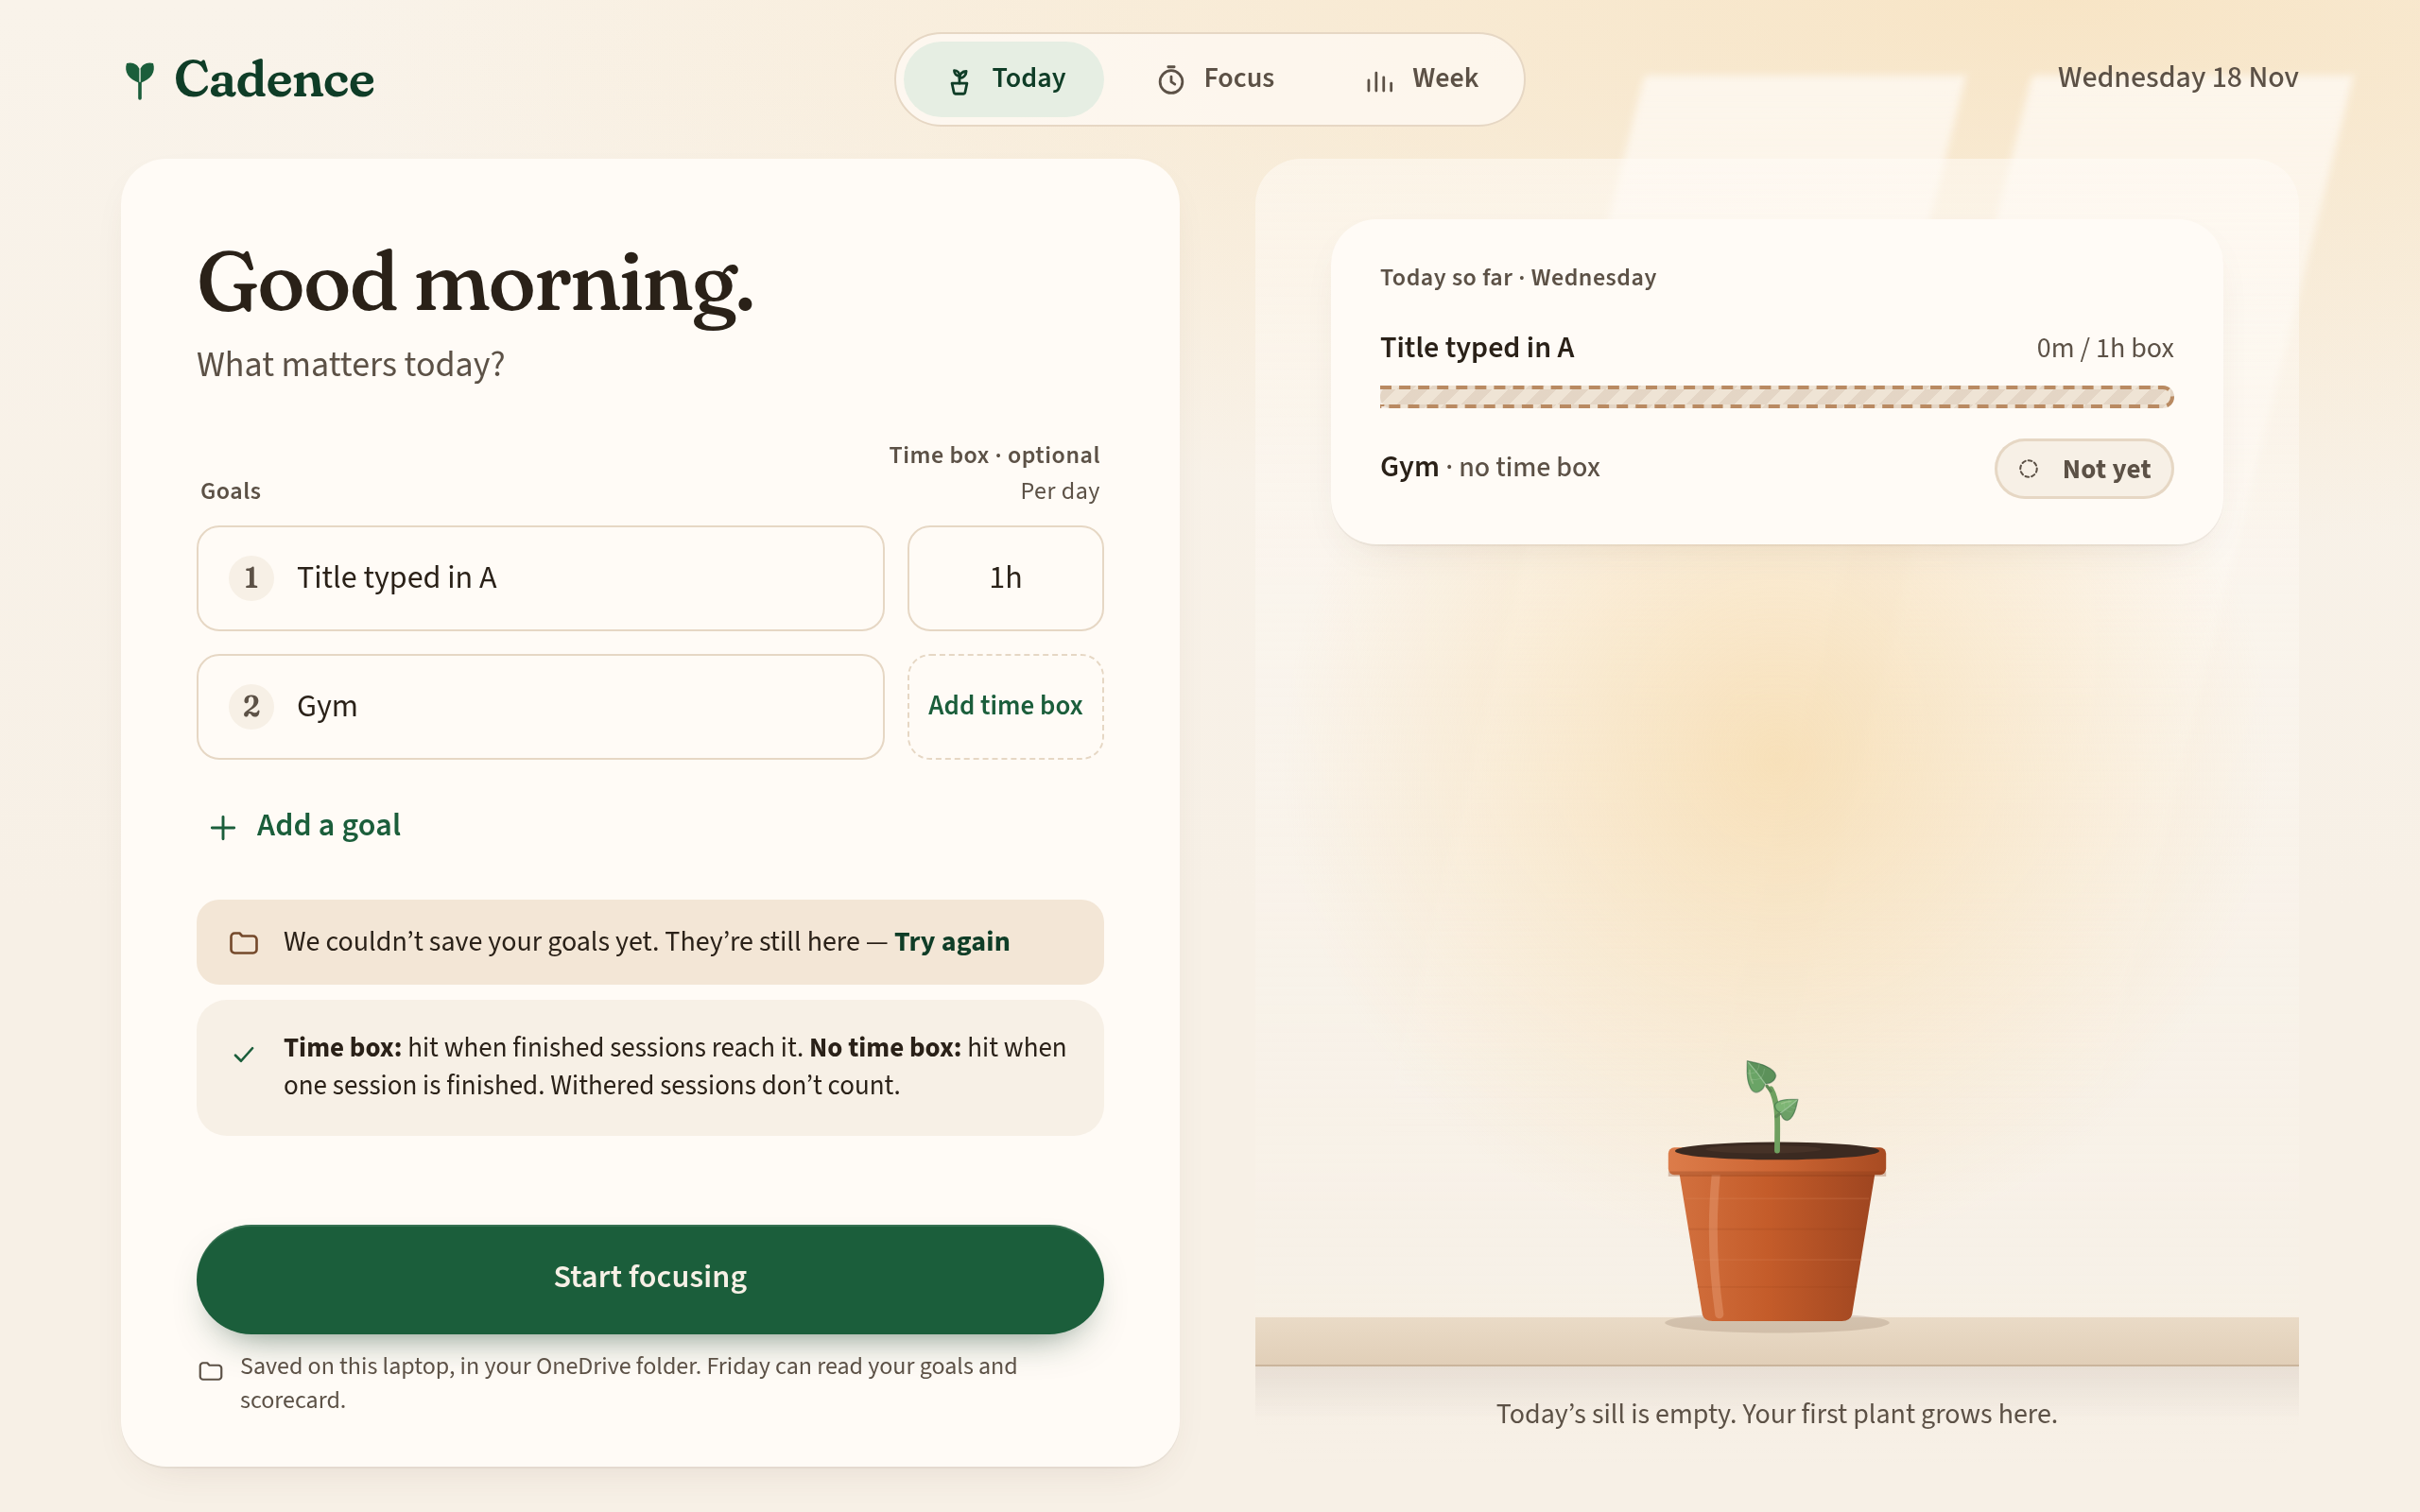 Cadence
Today
Focus
Week
Wednesday 18 Nov
Good morning.
What matters today?
Time box · optional
Goals
Per day
1
Title typed in A
1h
2
Gym
Add time box
Add a goal
We couldn’t save your goals yet. They’re still here — Try again
Time box: hit when finished sessions reach it. No time box: hit when
one session is finished. Withered sessions don’t count.
Start focusing
Saved on this laptop, in your OneDrive folder. Friday can read your goals and
scorecard.
Today so far · Wednesday
Title typed in A
0m / 1h box
Gym · no time box
Not yet
Today’s sill is empty. Your first plant grows here.